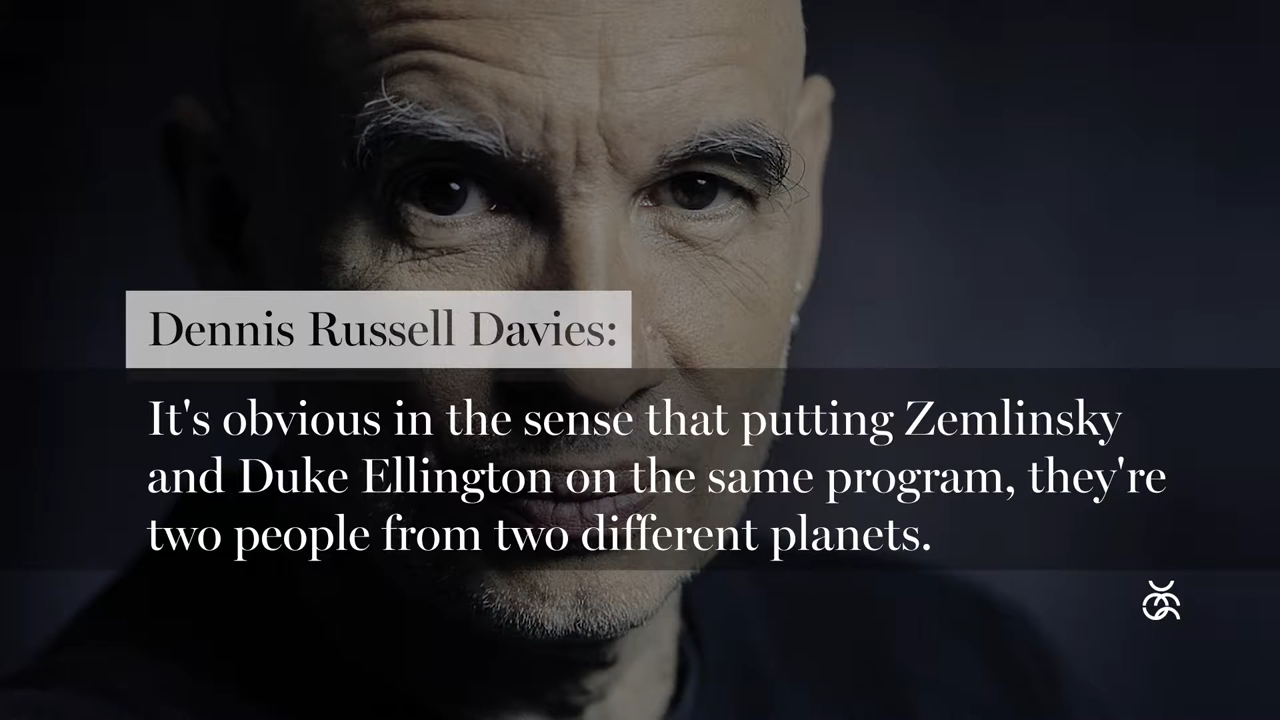 Dennis Russell Davies:
It's obvious in the sense that putting Zemlinsky
and Duke Ellington on the same program, they're
two people from two different planets.